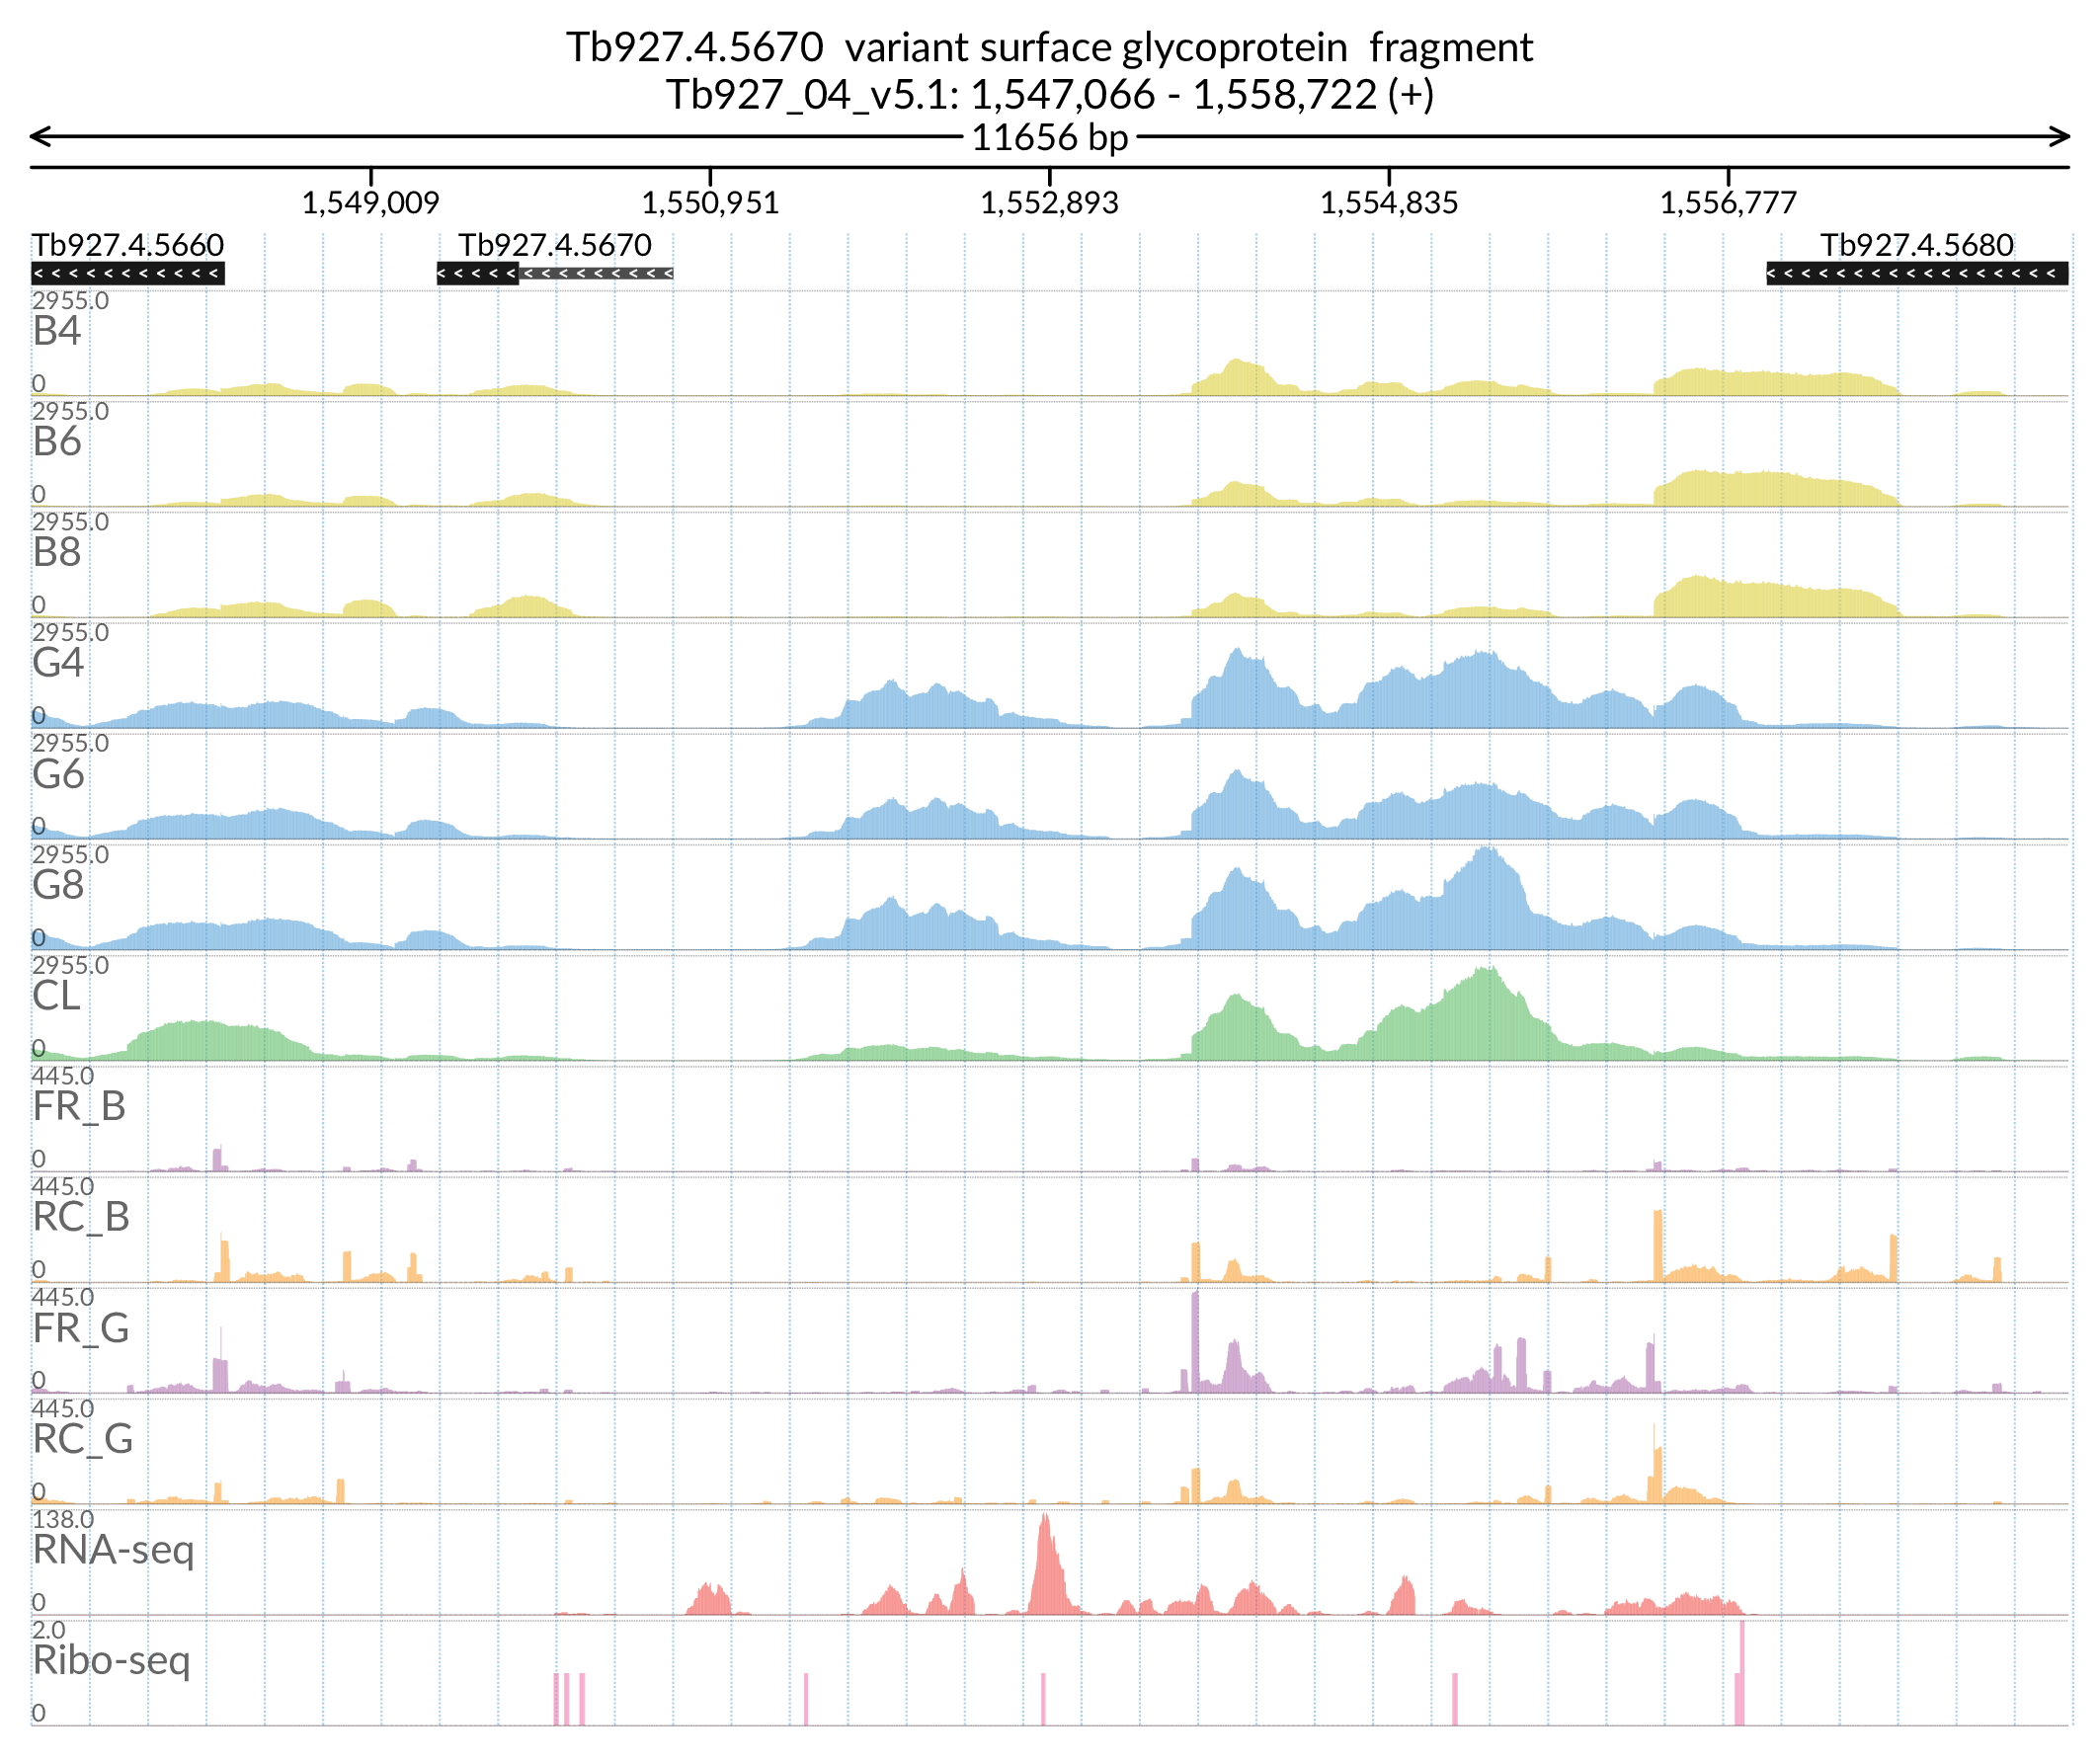 Tb927.4.5670 variant surface glycoprotein fragment
Tb927_04_v5.1: 1,547,066 - 1,558,722 (+)
11656 bp
1,549,009 1,550,951 1,552,893 1,554,835 1,556,777
Tb927.4.5660 Tb927.4.5670 Tb927.4.5680
2955.0
B4
0
2955.0
B6
0
2955.0
B8
0
2955.0
G4
0
2955.0
G6
0
2955.0
G8
0
2955.0
CL
0
445.0
FR_B
0
445.0
RC_B
0
445.0
FR_G
0
445.0
RC_G
0
138.0
RNA-seq
0
2.0
Ribo-seq
0